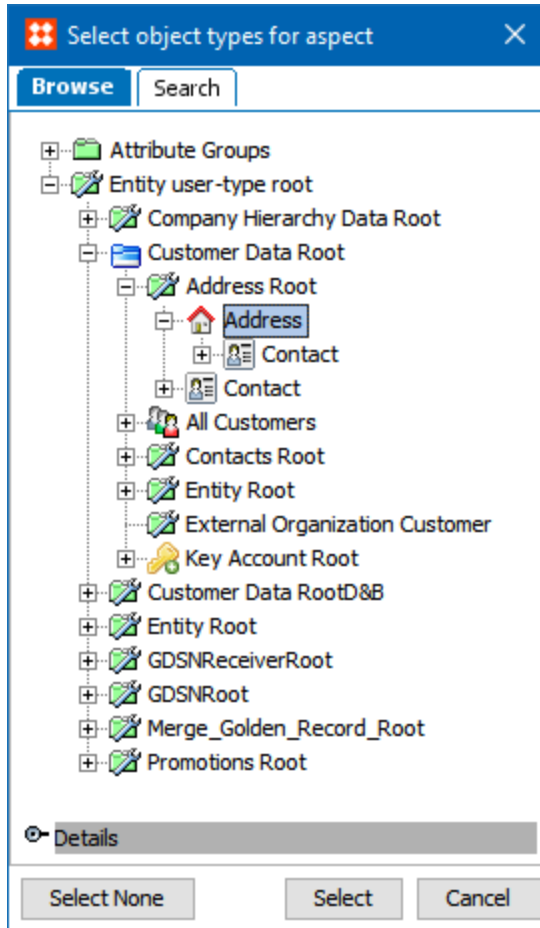 Select object types for aspect
Browse Search
Attribute Groups
Entity user-type root
Company Hierarchy Data Root
Customer Data Root
Address Root
Address
Contact
Contact
All Customers
Contacts Root
Entity Root
External Organization Customer
Key Account Root
Customer Data RootD&B
Entity Root
GDSNReceiverRoot
GDSNRoot
Merge_Golden_Record_Root
Promotions Root
Details
Select None Select Cancel